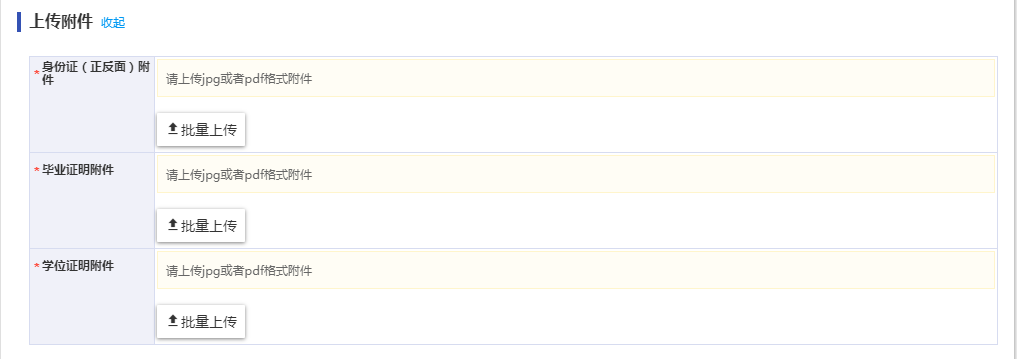 上传附件 收起
*身份证（正反面）附
件
请上传jpg或者pdf格式附件
批量上传
*毕业证明附件
请上传jpg或者pdf格式附件
批量上传
*学位证明附件
请上传jpg或者pdf格式附件
批量上传